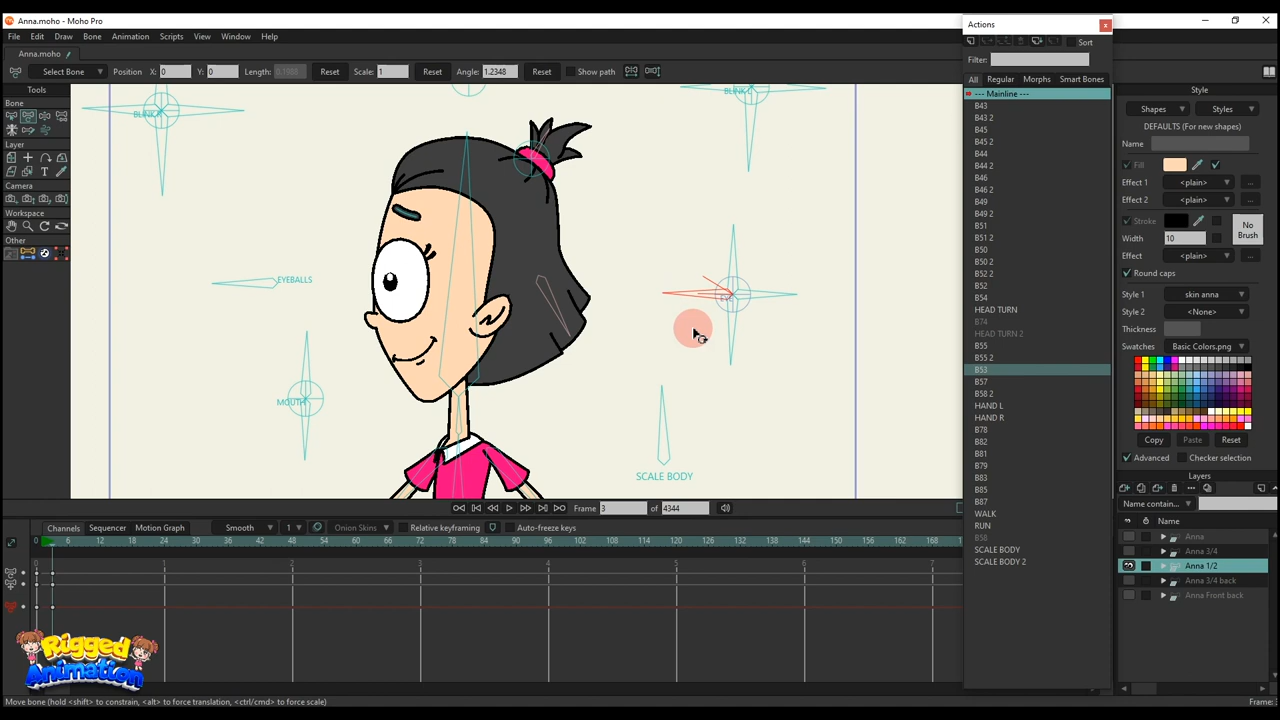 Anna.moho - Moho Pro
File Edit Draw Bone Animation Scripts View Window Help
Anna.moho
Select Bone Position X: 0 Y: 0 Length: 0.1988 Reset Scale: 1 Reset Angle: 1.2348 Reset Show path
Tools
Bone
Layer
Camera
Workspace
Other
EYEBALLS
MOUTH
SCALE BODY
Actions
Sort
Filter:
All Regular Morphs Smart Bones
--- Mainline ---
B43
B43 2
B45
B45 2
B44
B44 2
B46
B46 2
B49
B49 2
B51
B51 2
B50
B50 2
B52 2
B52
B54
HEAD TURN
B74
HEAD TURN 2
B55
B55 2
B53
B57
B58 2
HAND L
HAND R
B78
B82
B81
B79
B83
B85
B87
WALK
RUN
B58
SCALE BODY
SCALE BODY 2
Style
Shapes Styles
DEFAULTS (For new shapes)
Name
Fill
Effect 1 <plain> ...
Effect 2 <plain> ...
Stroke
No Brush
Width 10
Effect <plain> ...
Round caps
Style 1 skin anna
Style 2 <None>
Thickness
Swatches Basic Colors.png
Copy Paste Reset
Advanced Checker selection
Layers
Name contain...
Name
Anna
Anna 3/4
Anna 1/2
Anna 3/4 back
Anna Front back
Frame 3 of 4344
Channels Sequencer Motion Graph Smooth 1 Onion Skins Relative keyframing Auto-freeze keys
0 6 12 18 24 30 36 42 48 54 60 66 72 78 84 90 96 102 108 114 120 126 132 138 144 150 156 162 168
0 1 2 3 4 5 6 7
Rigged
Animation
Move bone (hold <shift> to constrain, <alt> to force translation, <ctrl/cmd> to force scale)
Frame: